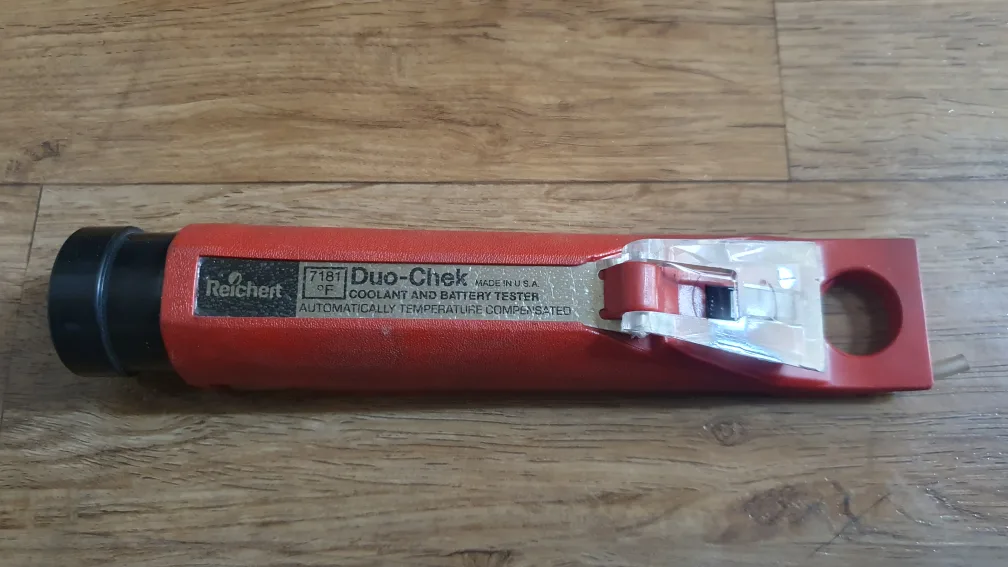 Reichert
7181
°F
Duo-Chek MADE IN U.S.A.
COOLANT AND BATTERY TESTER
AUTOMATICALLY TEMPERATURE COMPENSATED